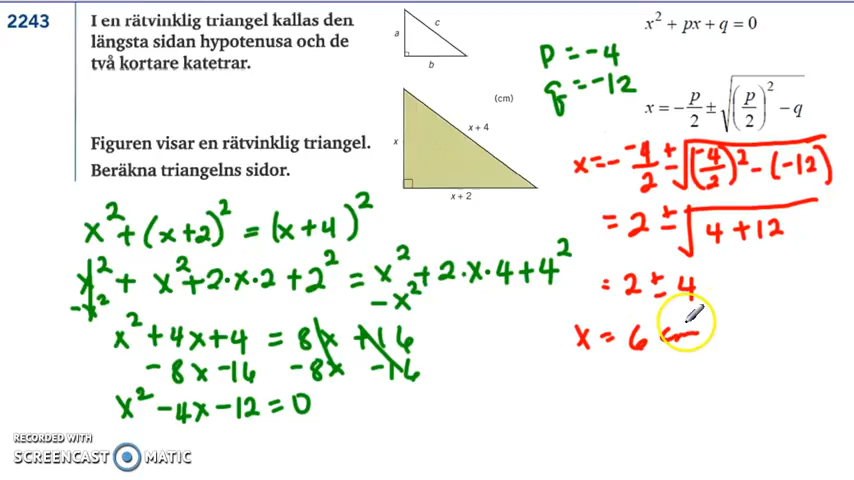 2243
I en rätvinklig triangel kallas den
längsta sidan hypotenusa och de
två kortare katetrar.
a
c
b
Figuren visar en rätvinklig triangel.
Beräkna triangelns sidor.
(cm)
x
x + 4
x + 2
x² + (x+2)² = (x+4)²
x² + x² + 2·x·2 + 2² = x² + 2·x·4 + 4²
-x² -x²
x² + 4x + 4 = 8x + 16
-8x -16 -8x -16
x² - 4x - 12 = 0
x² + px + q = 0
p = -4
q = -12
x = -p/2 ± √((p/2)² - q)
x = - -4/2 ± √((-4/2)² - (-12))
= 2 ± √(4 + 12)
= 2 ± 4
x = 6 cm
RECORDED WITH
SCREENCAST MATIC